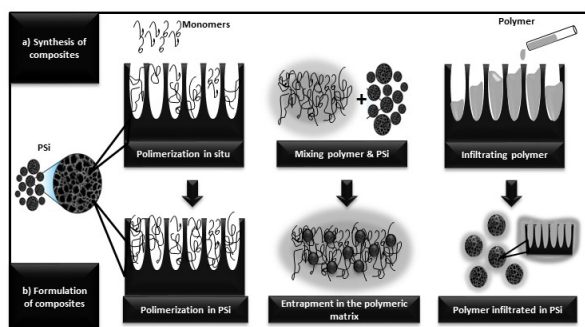 a) Synthesis of
composites
Monomers
Polymer
PSi
+
Polimerization in situ
Mixing polymer & PSi
Infiltrating polymer
b) Formulation
of composites
Polimerization in PSi
Entrapment in the polymeric
matrix
Polymer infiltrated in PSi